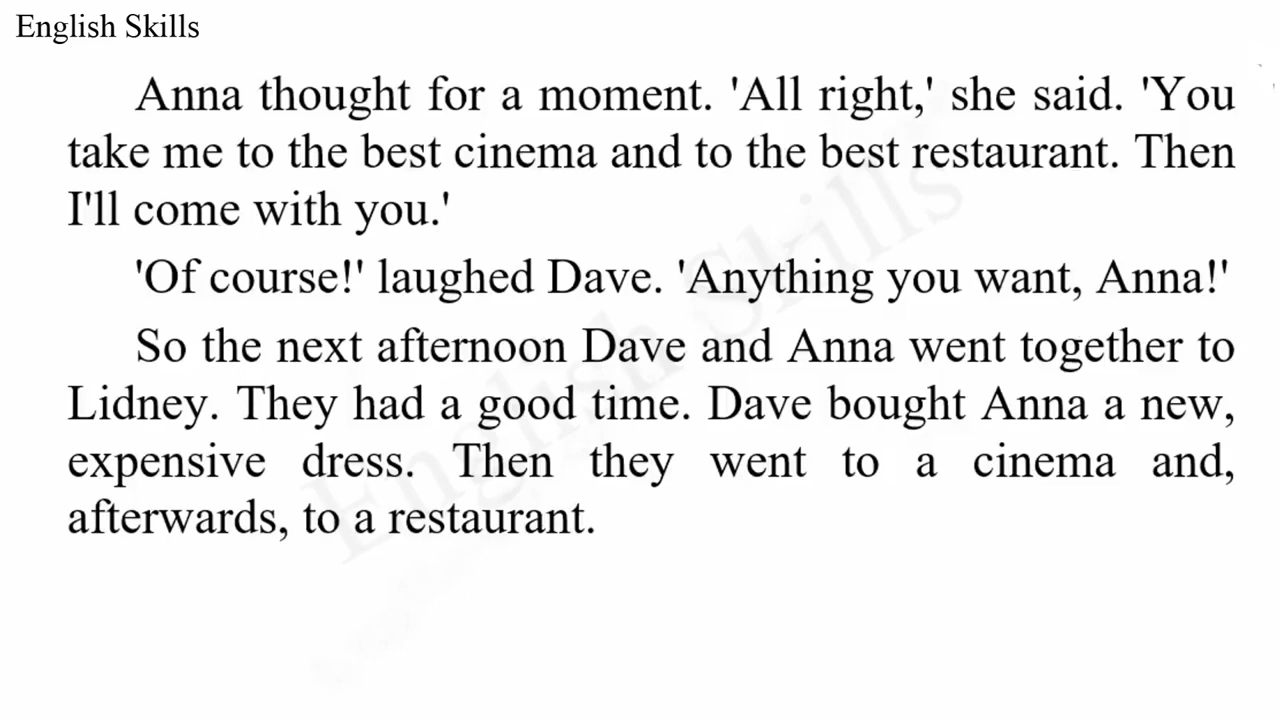 English Skills
Anna thought for a moment. 'All right,' she said. 'You
take me to the best cinema and to the best restaurant. Then
I'll come with you.'
'Of course!' laughed Dave. 'Anything you want, Anna!'
So the next afternoon Dave and Anna went together to
Lidney. They had a good time. Dave bought Anna a new,
expensive dress. Then they went to a cinema and,
afterwards, to a restaurant.
English Skills